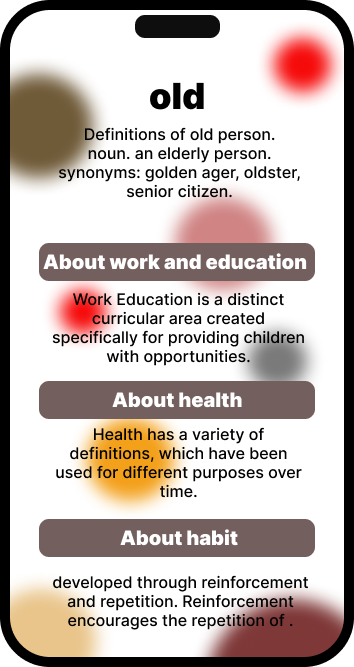 old
Definitions of old person.
noun. an elderly person.
synonyms: golden ager, oldster,
senior citizen.
About work and education
Work Education is a distinct
curricular area created
specifically for providing children
with opportunities.
About health
Health has a variety of
definitions, which have been
used for different purposes over
time.
About habit
developed through reinforcement
and repetition. Reinforcement
encourages the repetition of .